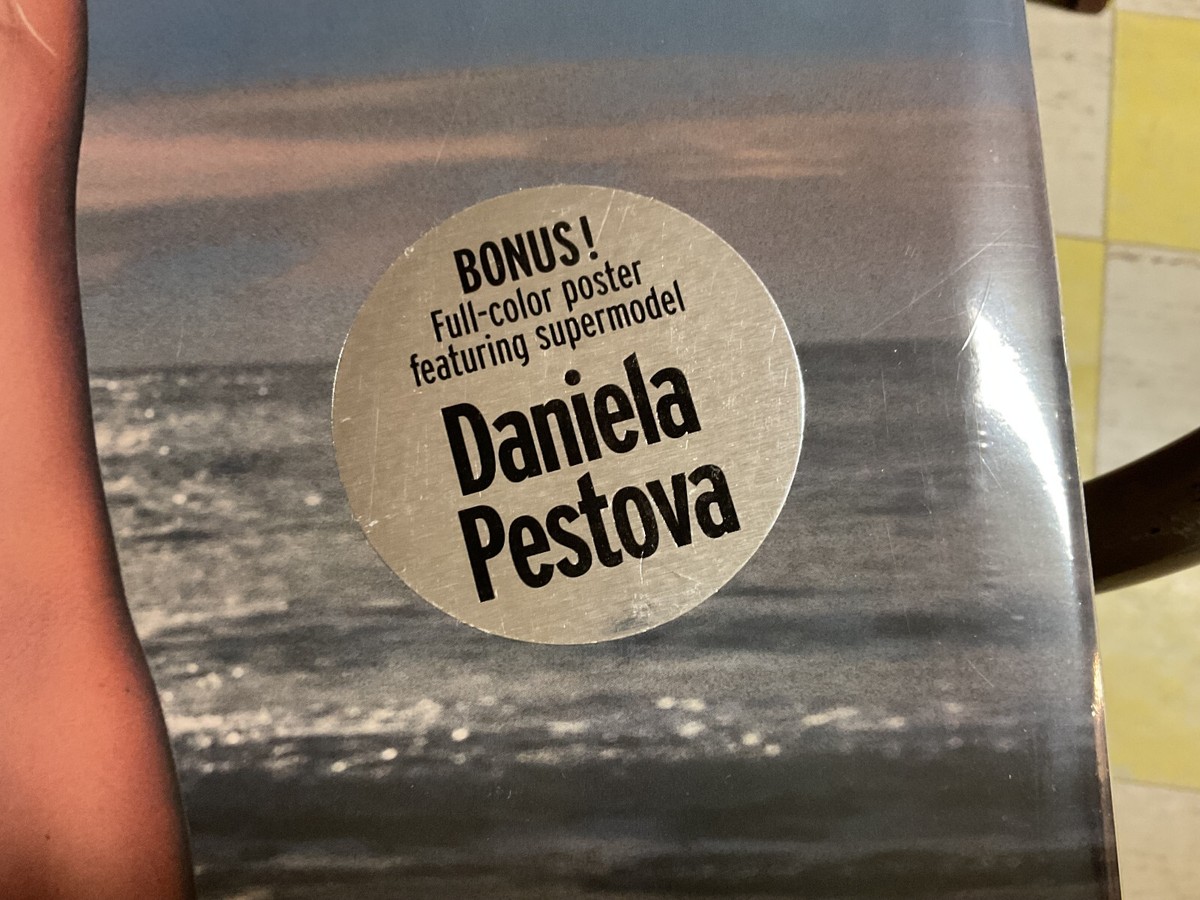 BONUS!
Full-color poster
featuring supermodel
Daniela
Pestova